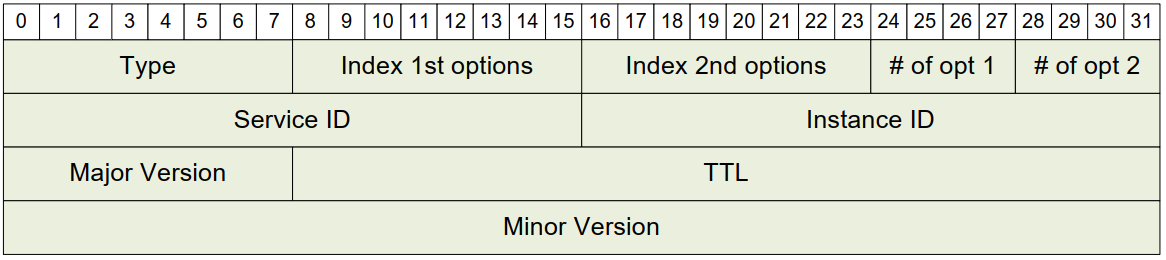 0 1 2 3 4 5 6 7 8 9 10 11 12 13 14 15 16 17 18 19 20 21 22 23 24 25 26 27 28 29 30 31
Type Index 1st options Index 2nd options # of opt 1 # of opt 2
Service ID Instance ID
Major Version TTL
Minor Version